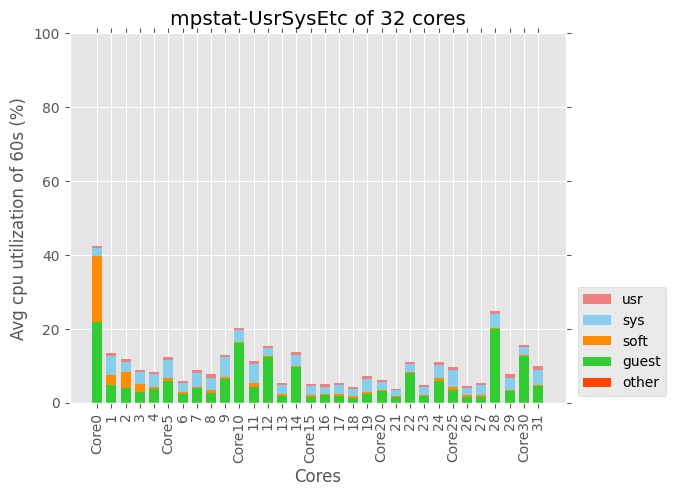 mpstat-UsrSysEtc of 32 cores
Avg cpu utilization of 60s (%)
100
80
60
40
20
0
Core0
1
2
3
4
Core5
6
7
8
9
Core10
11
12
13
14
Core15
16
17
18
19
Core20
21
22
23
24
Core25
26
27
28
29
Core30
31
Cores
usr
sys
soft
guest
other